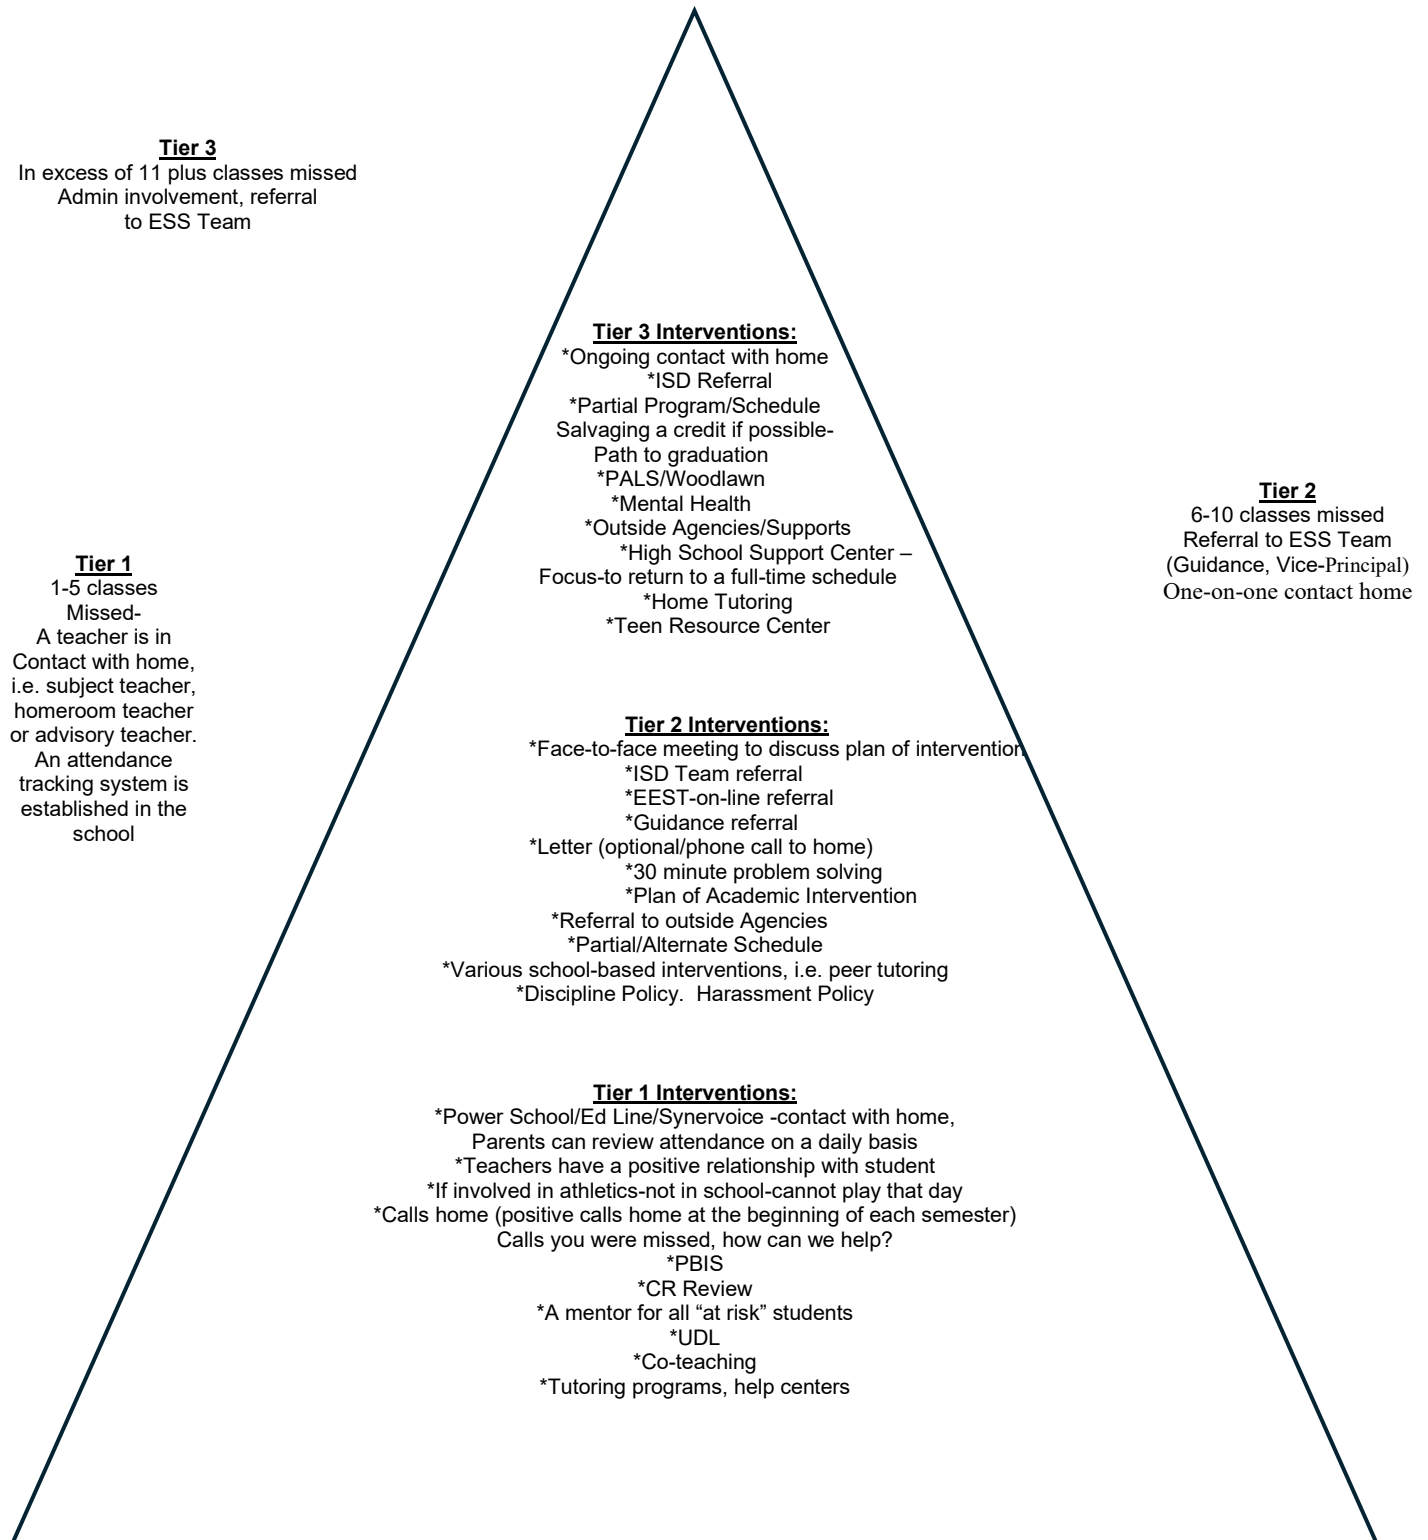 Tier 3
In excess of 11 plus classes missed
Admin involvement, referral
to ESS Team
Tier 3 Interventions:
*Ongoing contact with home
*ISD Referral
*Partial Program/Schedule
Salvaging a credit if possible-
Path to graduation
*PALS/Woodlawn
*Mental Health
*Outside Agencies/Supports
*High School Support Center –
Focus-to return to a full-time schedule
*Home Tutoring
*Teen Resource Center
Tier 2
6-10 classes missed
Referral to ESS Team
(Guidance, Vice-Principal)
One-on-one contact home
Tier 1
1-5 classes
Missed-
A teacher is in
Contact with home,
i.e. subject teacher,
homeroom teacher
or advisory teacher.
An attendance
tracking system is
established in the
school
Tier 2 Interventions:
*Face-to-face meeting to discuss plan of intervention
*ISD Team referral
*EEST-on-line referral
*Guidance referral
*Letter (optional/phone call to home)
*30 minute problem solving
*Plan of Academic Intervention
*Referral to outside Agencies
*Partial/Alternate Schedule
*Various school-based interventions, i.e. peer tutoring
*Discipline Policy.  Harassment Policy
Tier 1 Interventions:
*Power School/Ed Line/Synervoice -contact with home,
Parents can review attendance on a daily basis
*Teachers have a positive relationship with student
*If involved in athletics-not in school-cannot play that day
*Calls home (positive calls home at the beginning of each semester)
Calls you were missed, how can we help?
*PBIS
*CR Review
*A mentor for all “at risk” students
*UDL
*Co-teaching
*Tutoring programs, help centers